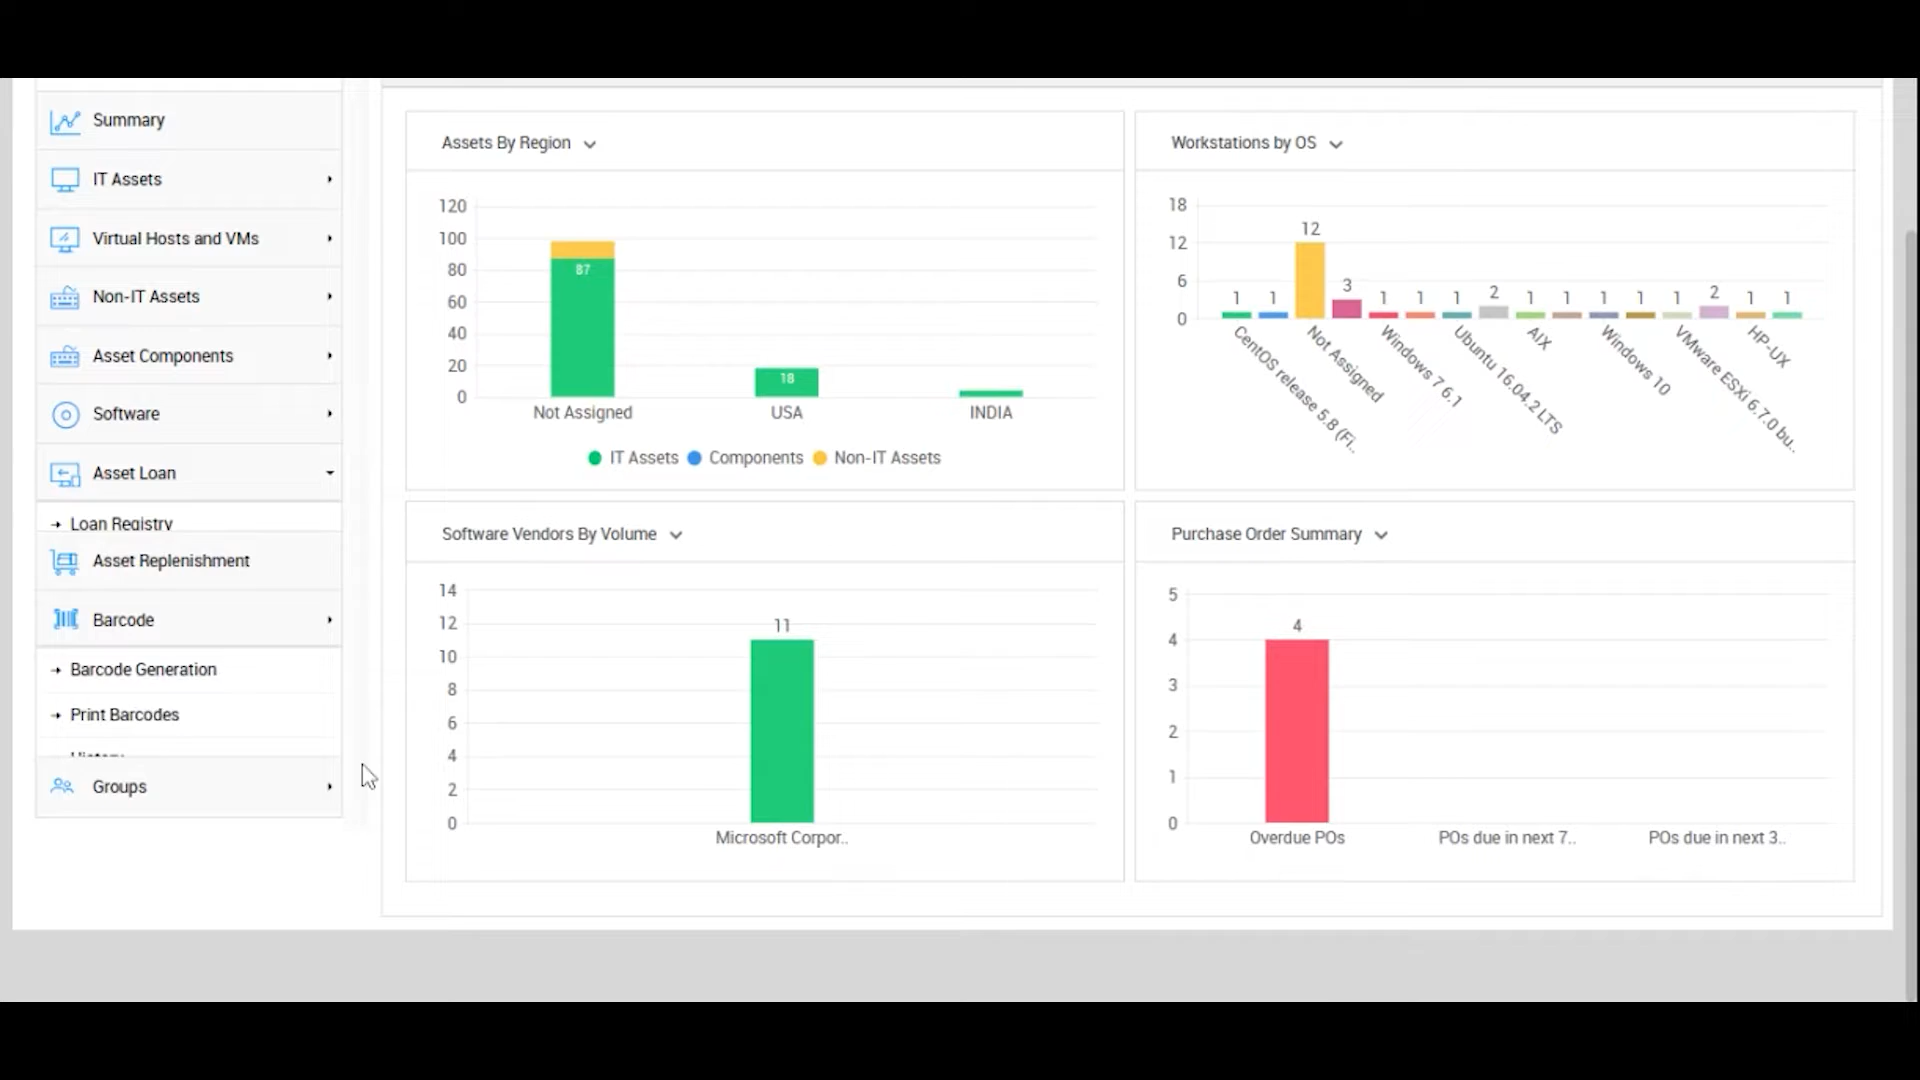 Summary
IT Assets
Virtual Hosts and VMs
Non-IT Assets
Asset Components
Software
Asset Loan
Loan Registry
Asset Replenishment
Barcode
Barcode Generation
Print Barcodes
History
Groups
Assets By Region
120
100
80
60
40
20
0
87
18
Not Assigned USA INDIA
IT Assets Components Non-IT Assets
Workstations by OS
18
12
6
0
1 1 12 3 1 1 1 2 1 1 1 1 1 2 1 1
CentOS release 5.8 (Fi..
Not Assigned
Windows 7 6.1
Ubuntu 16.04.2 LTS
AIX
Windows 10
VMware ESXi 6.7.0 bu..
HP-UX
Software Vendors By Volume
14
12
10
8
6
4
2
0
11
Microsoft Corpor..
Purchase Order Summary
5
4
3
2
1
0
4
Overdue POs POs due in next 7.. POs due in next 3..